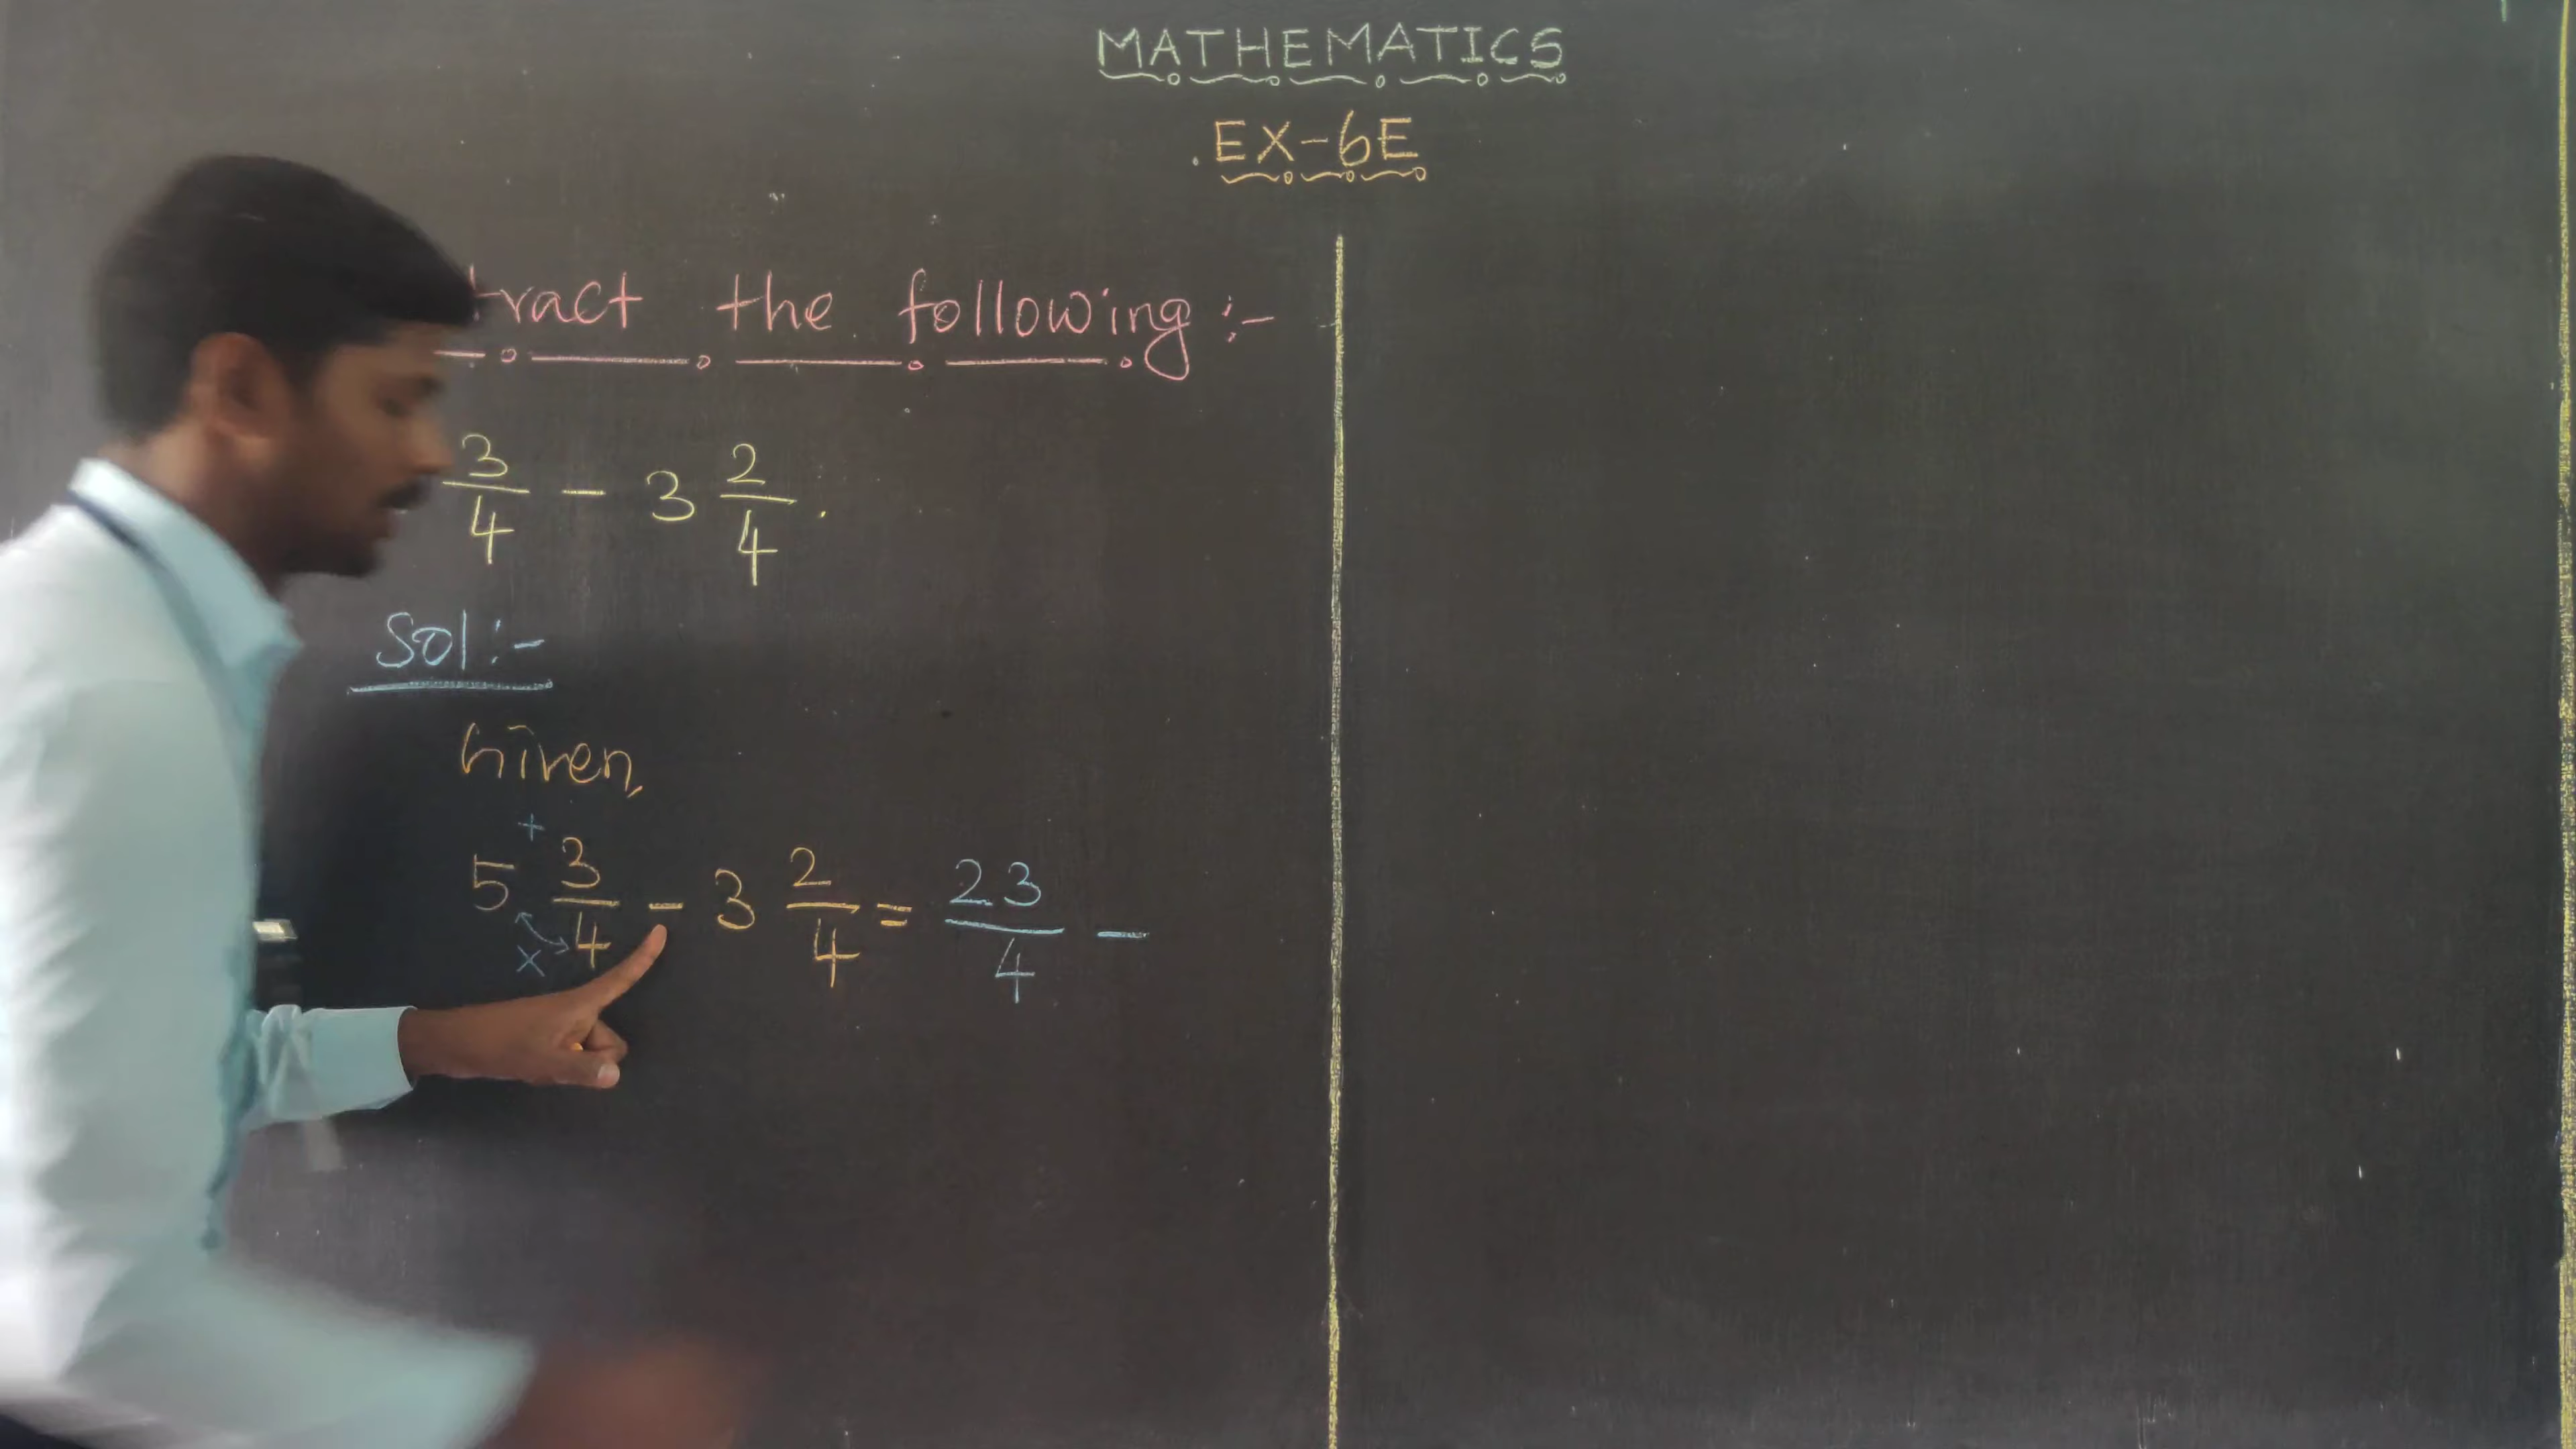 MATHEMATICS
EX-6E
tract the following :-
3/4 - 3 2/4 .
Sol :-
Given,
+
5 3/4 - 3 2/4 = 23/4 -
x